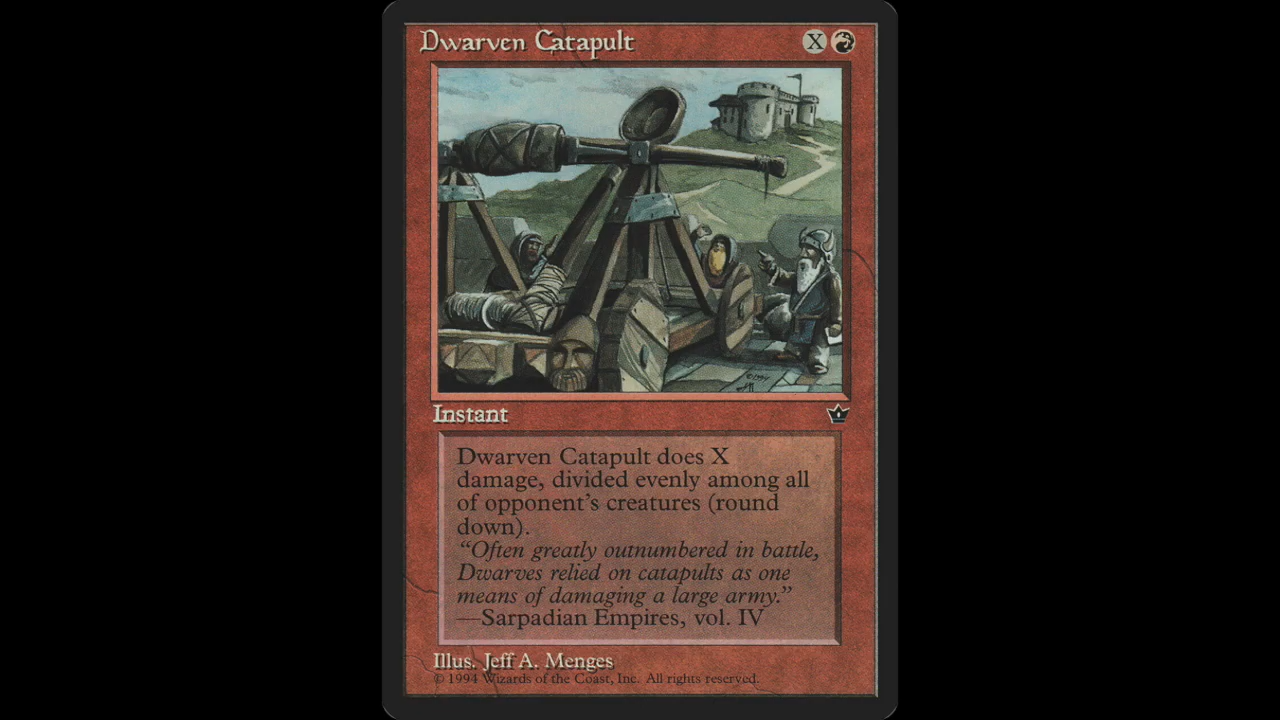 Dwarven Catapult X
Instant
Dwarven Catapult does X
damage, divided evenly among all
of opponent's creatures (round
down).
"Often greatly outnumbered in battle,
Dwarves relied on catapults as one
means of damaging a large army."
—Sarpadian Empires, vol. IV
Illus. Jeff A. Menges
© 1994 Wizards of the Coast, Inc. All rights reserved.